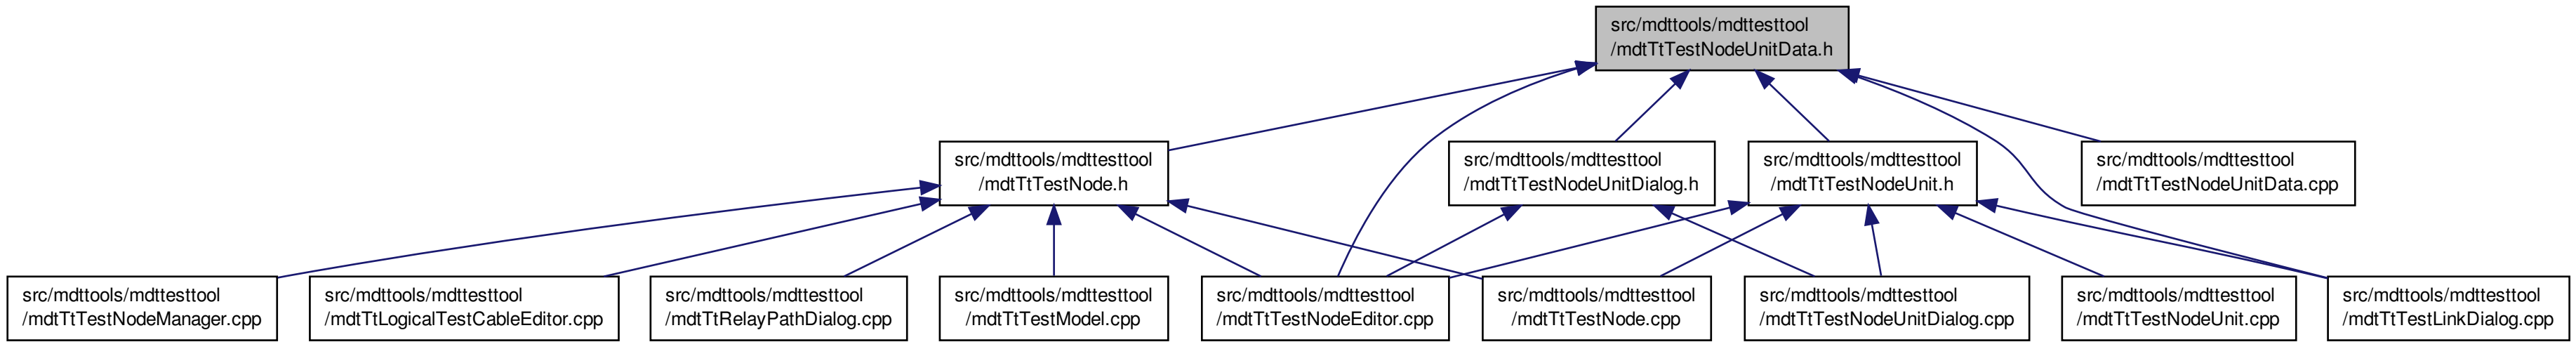 src/mdttools/mdttesttool
/mdtTtTestNodeUnitData.h
src/mdttools/mdttesttool
/mdtTtTestNode.h
src/mdttools/mdttesttool
/mdtTtTestNodeUnitDialog.h
src/mdttools/mdttesttool
/mdtTtTestNodeUnit.h
src/mdttools/mdttesttool
/mdtTtTestNodeUnitData.cpp
src/mdttools/mdttesttool
/mdtTtTestNodeManager.cpp
src/mdttools/mdttesttool
/mdtTtLogicalTestCableEditor.cpp
src/mdttools/mdttesttool
/mdtTtRelayPathDialog.cpp
src/mdttools/mdttesttool
/mdtTtTestModel.cpp
src/mdttools/mdttesttool
/mdtTtTestNodeEditor.cpp
src/mdttools/mdttesttool
/mdtTtTestNode.cpp
src/mdttools/mdttesttool
/mdtTtTestNodeUnitDialog.cpp
src/mdttools/mdttesttool
/mdtTtTestNodeUnit.cpp
src/mdttools/mdttesttool
/mdtTtTestLinkDialog.cpp